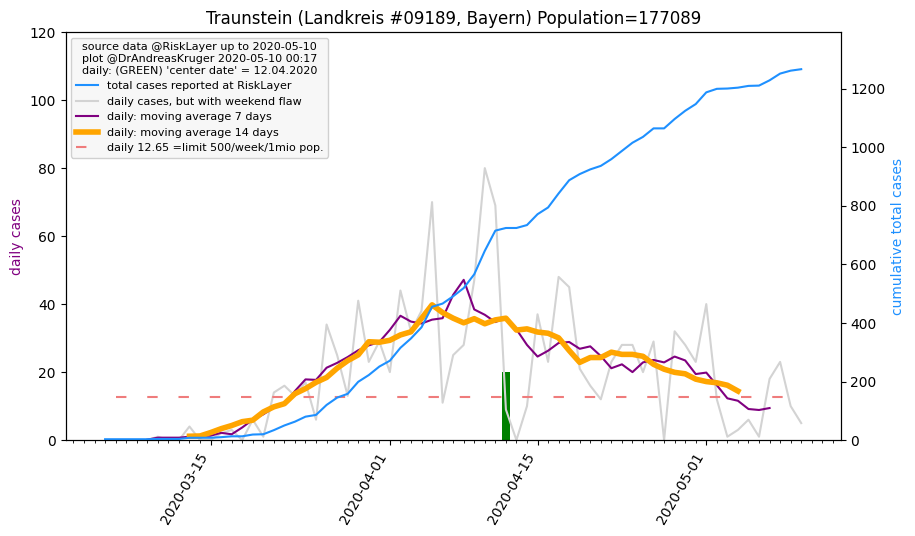 Traunstein (Landkreis #09189, Bayern) Population=177089
source data @RiskLayer up to 2020-05-10
plot @DrAndreasKruger 2020-05-10 00:17
daily: (GREEN) 'center date' = 12.04.2020
total cases reported at RiskLayer
daily cases, but with weekend flaw
daily: moving average 7 days
daily: moving average 14 days
daily 12.65 =limit 500/week/1mio pop.
daily cases
120
100
80
60
40
20
0
cumulative total cases
1200
1000
800
600
400
200
0
2020-03-15
2020-04-01
2020-04-15
2020-05-01